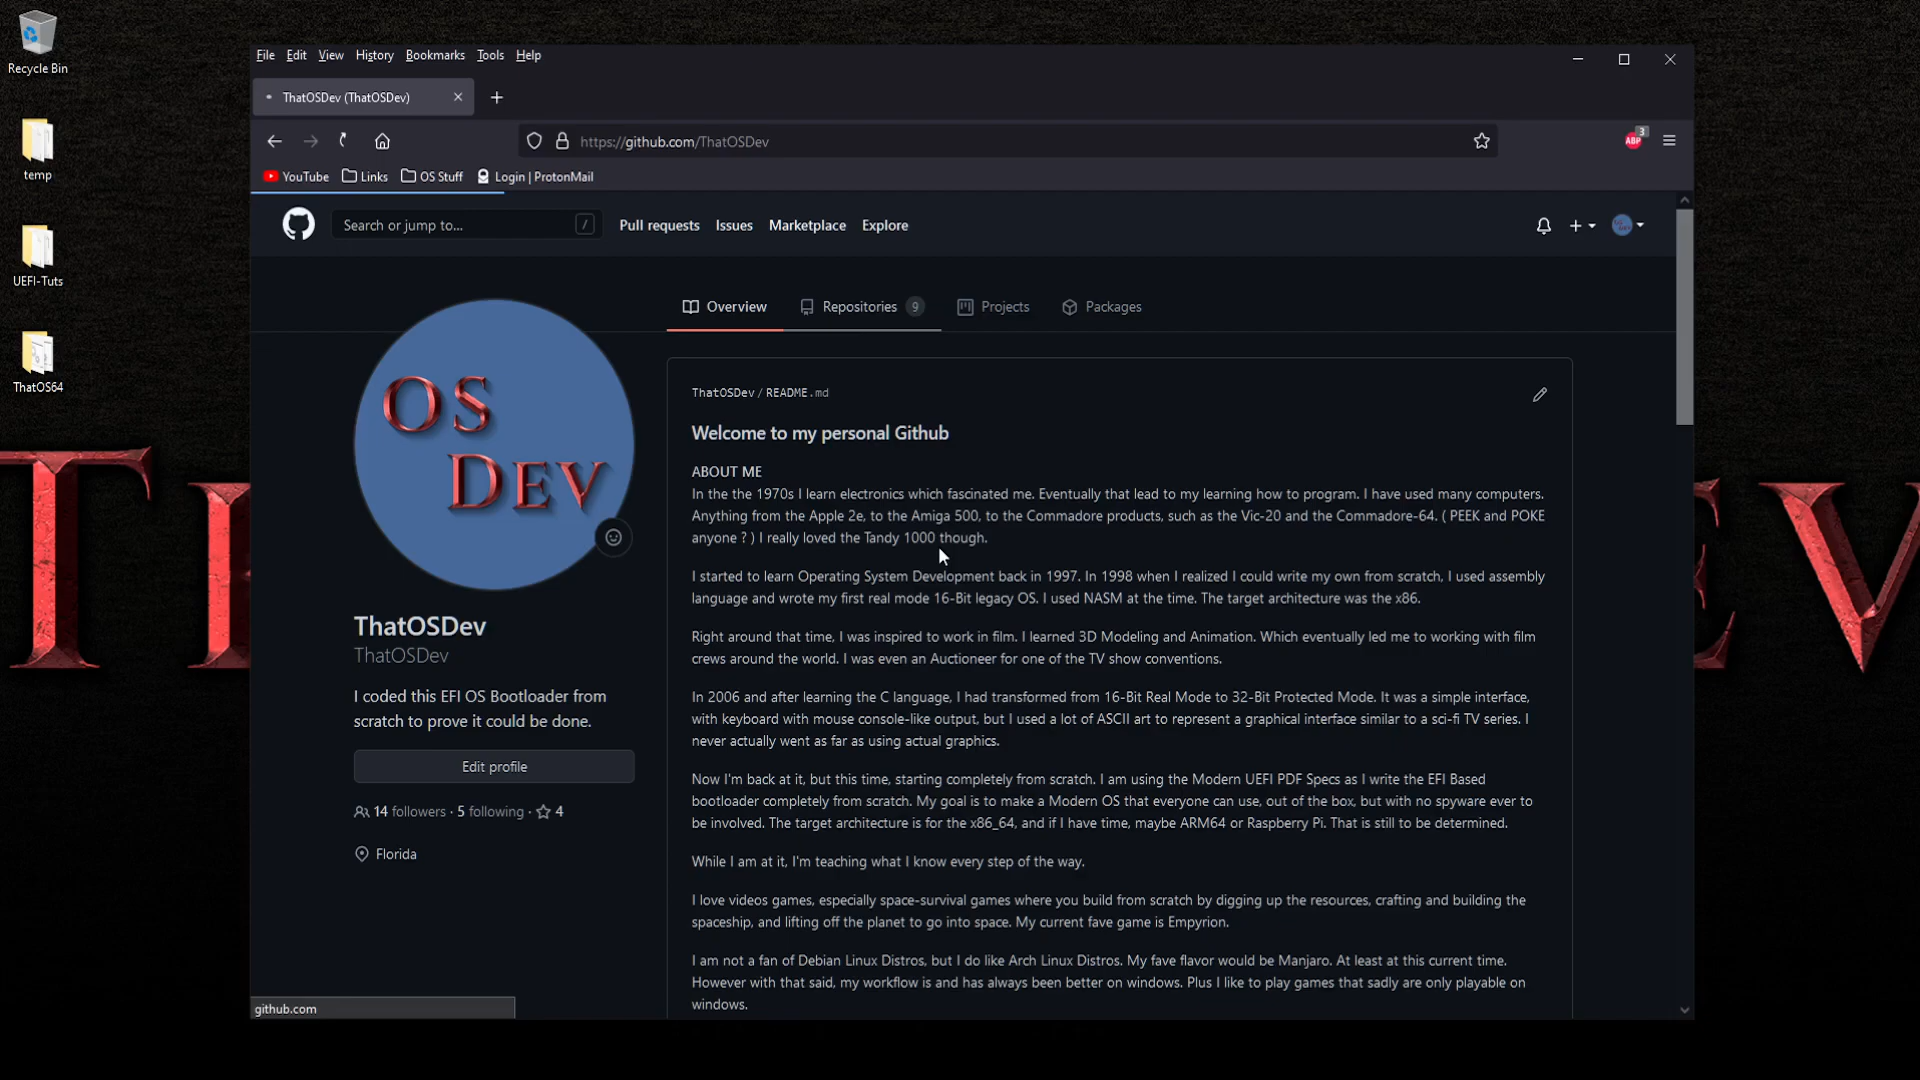 Recycle Bin
temp
UEFI-Tuts
ThatOS64
File Edit View History Bookmarks Tools Help
ThatOSDev (ThatOSDev)
https://github.com/ThatOSDev
ABP 3
YouTube Links OS Stuff Login | ProtonMail
Search or jump to... / Pull requests Issues Marketplace Explore
Overview Repositories 9 Projects Packages
OS
DEV
ThatOSDev
ThatOSDev
I coded this EFI OS Bootloader from
scratch to prove it could be done.
Edit profile
14 followers · 5 following · 4
Florida
ThatOSDev / README.md
Welcome to my personal Github
ABOUT ME
In the the 1970s I learn electronics which fascinated me. Eventually that lead to my learning how to program. I have used many computers.
Anything from the Apple 2e, to the Amiga 500, to the Commadore products, such as the Vic-20 and the Commadore-64. ( PEEK and POKE
anyone ? ) I really loved the Tandy 1000 though.
I started to learn Operating System Development back in 1997. In 1998 when I realized I could write my own from scratch, I used assembly
language and wrote my first real mode 16-Bit legacy OS. I used NASM at the time. The target architecture was the x86.
Right around that time, I was inspired to work in film. I learned 3D Modeling and Animation. Which eventually led me to working with film
crews around the world. I was even an Auctioneer for one of the TV show conventions.
In 2006 and after learning the C language, I had transformed from 16-Bit Real Mode to 32-Bit Protected Mode. It was a simple interface,
with keyboard with mouse console-like output, but I used a lot of ASCII art to represent a graphical interface similar to a sci-fi TV series. I
never actually went as far as using actual graphics.
Now I'm back at it, but this time, starting completely from scratch. I am using the Modern UEFI PDF Specs as I write the EFI Based
bootloader completely from scratch. My goal is to make a Modern OS that everyone can use, out of the box, but with no spyware ever to
be involved. The target architecture is for the x86_64, and if I have time, maybe ARM64 or Raspberry Pi. That is still to be determined.
While I am at it, I'm teaching what I know every step of the way.
I love videos games, especially space-survival games where you build from scratch by digging up the resources, crafting and building the
spaceship, and lifting off the planet to go into space. My current fave game is Empyrion.
I am not a fan of Debian Linux Distros, but I do like Arch Linux Distros. My fave flavor would be Manjaro. At least at this current time.
However with that said, my workflow is and has always been better on windows. Plus I like to play games that sadly are only playable on
windows.
github.com